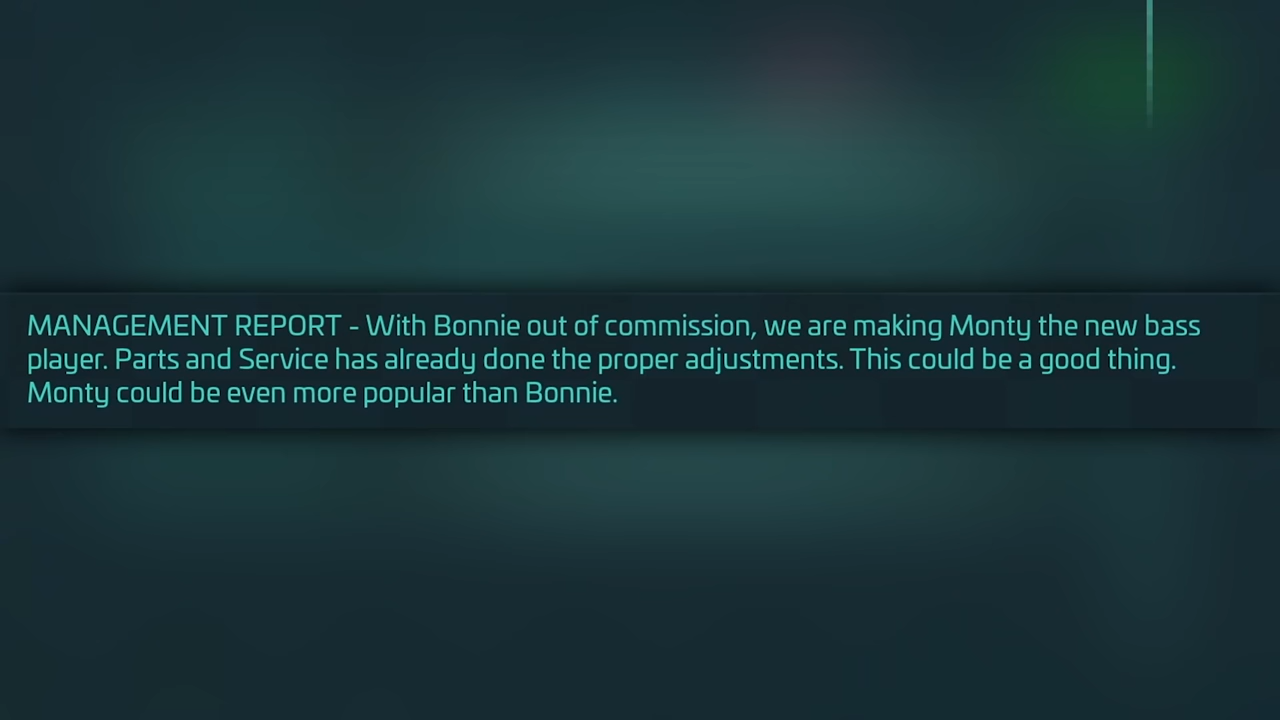 MANAGEMENT REPORT - With Bonnie out of commission, we are making Monty the new bass
player. Parts and Service has already done the proper adjustments. This could be a good thing.
Monty could be even more popular than Bonnie.